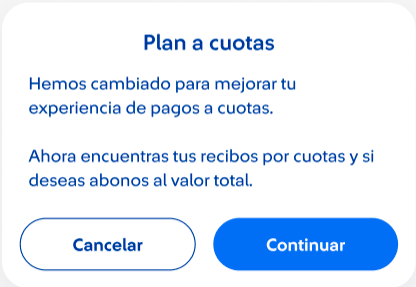 Plan a cuotas
Hemos cambiado para mejorar tu
experiencia de pagos a cuotas.
Ahora encuentras tus recibos por cuotas y si
deseas abonos al valor total.
Cancelar
Continuar